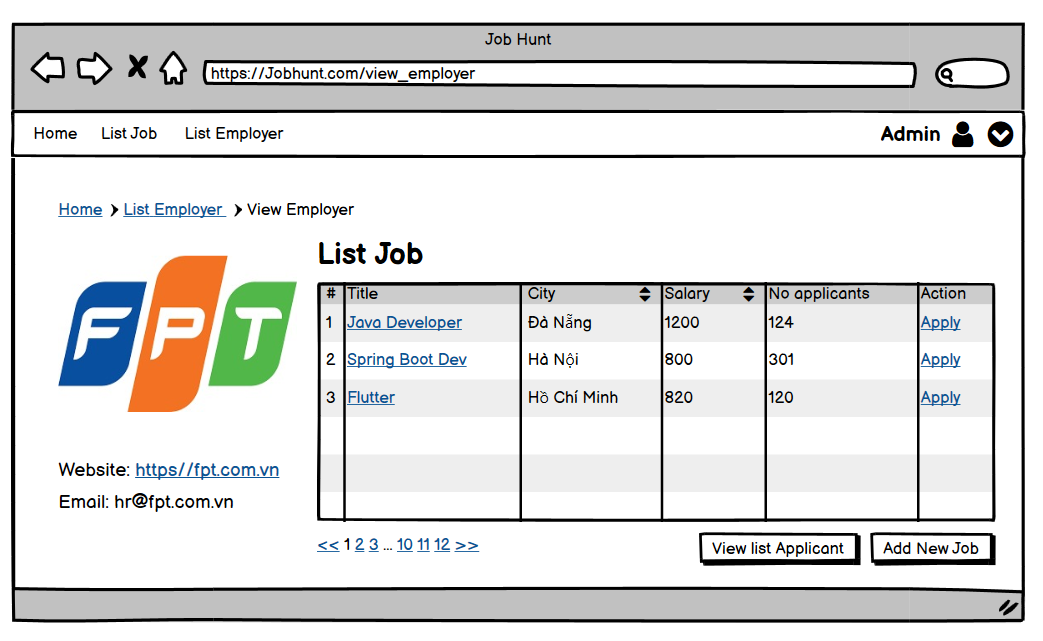 Job Hunt
https://Jobhunt.com/view_employer
Home List Job List Employer Admin
Home List Employer View Employer
FPT
List Job
# Title City Salary No applicants Action
1 Java Developer Đà Nẵng 1200 124 Apply
2 Spring Boot Dev Hà Nội 800 301 Apply
3 Flutter Hồ Chí Minh 820 120 Apply
Website: https//fpt.com.vn
Email: hr@fpt.com.vn
<< 1 2 3 ... 10 11 12 >> View list Applicant Add New Job